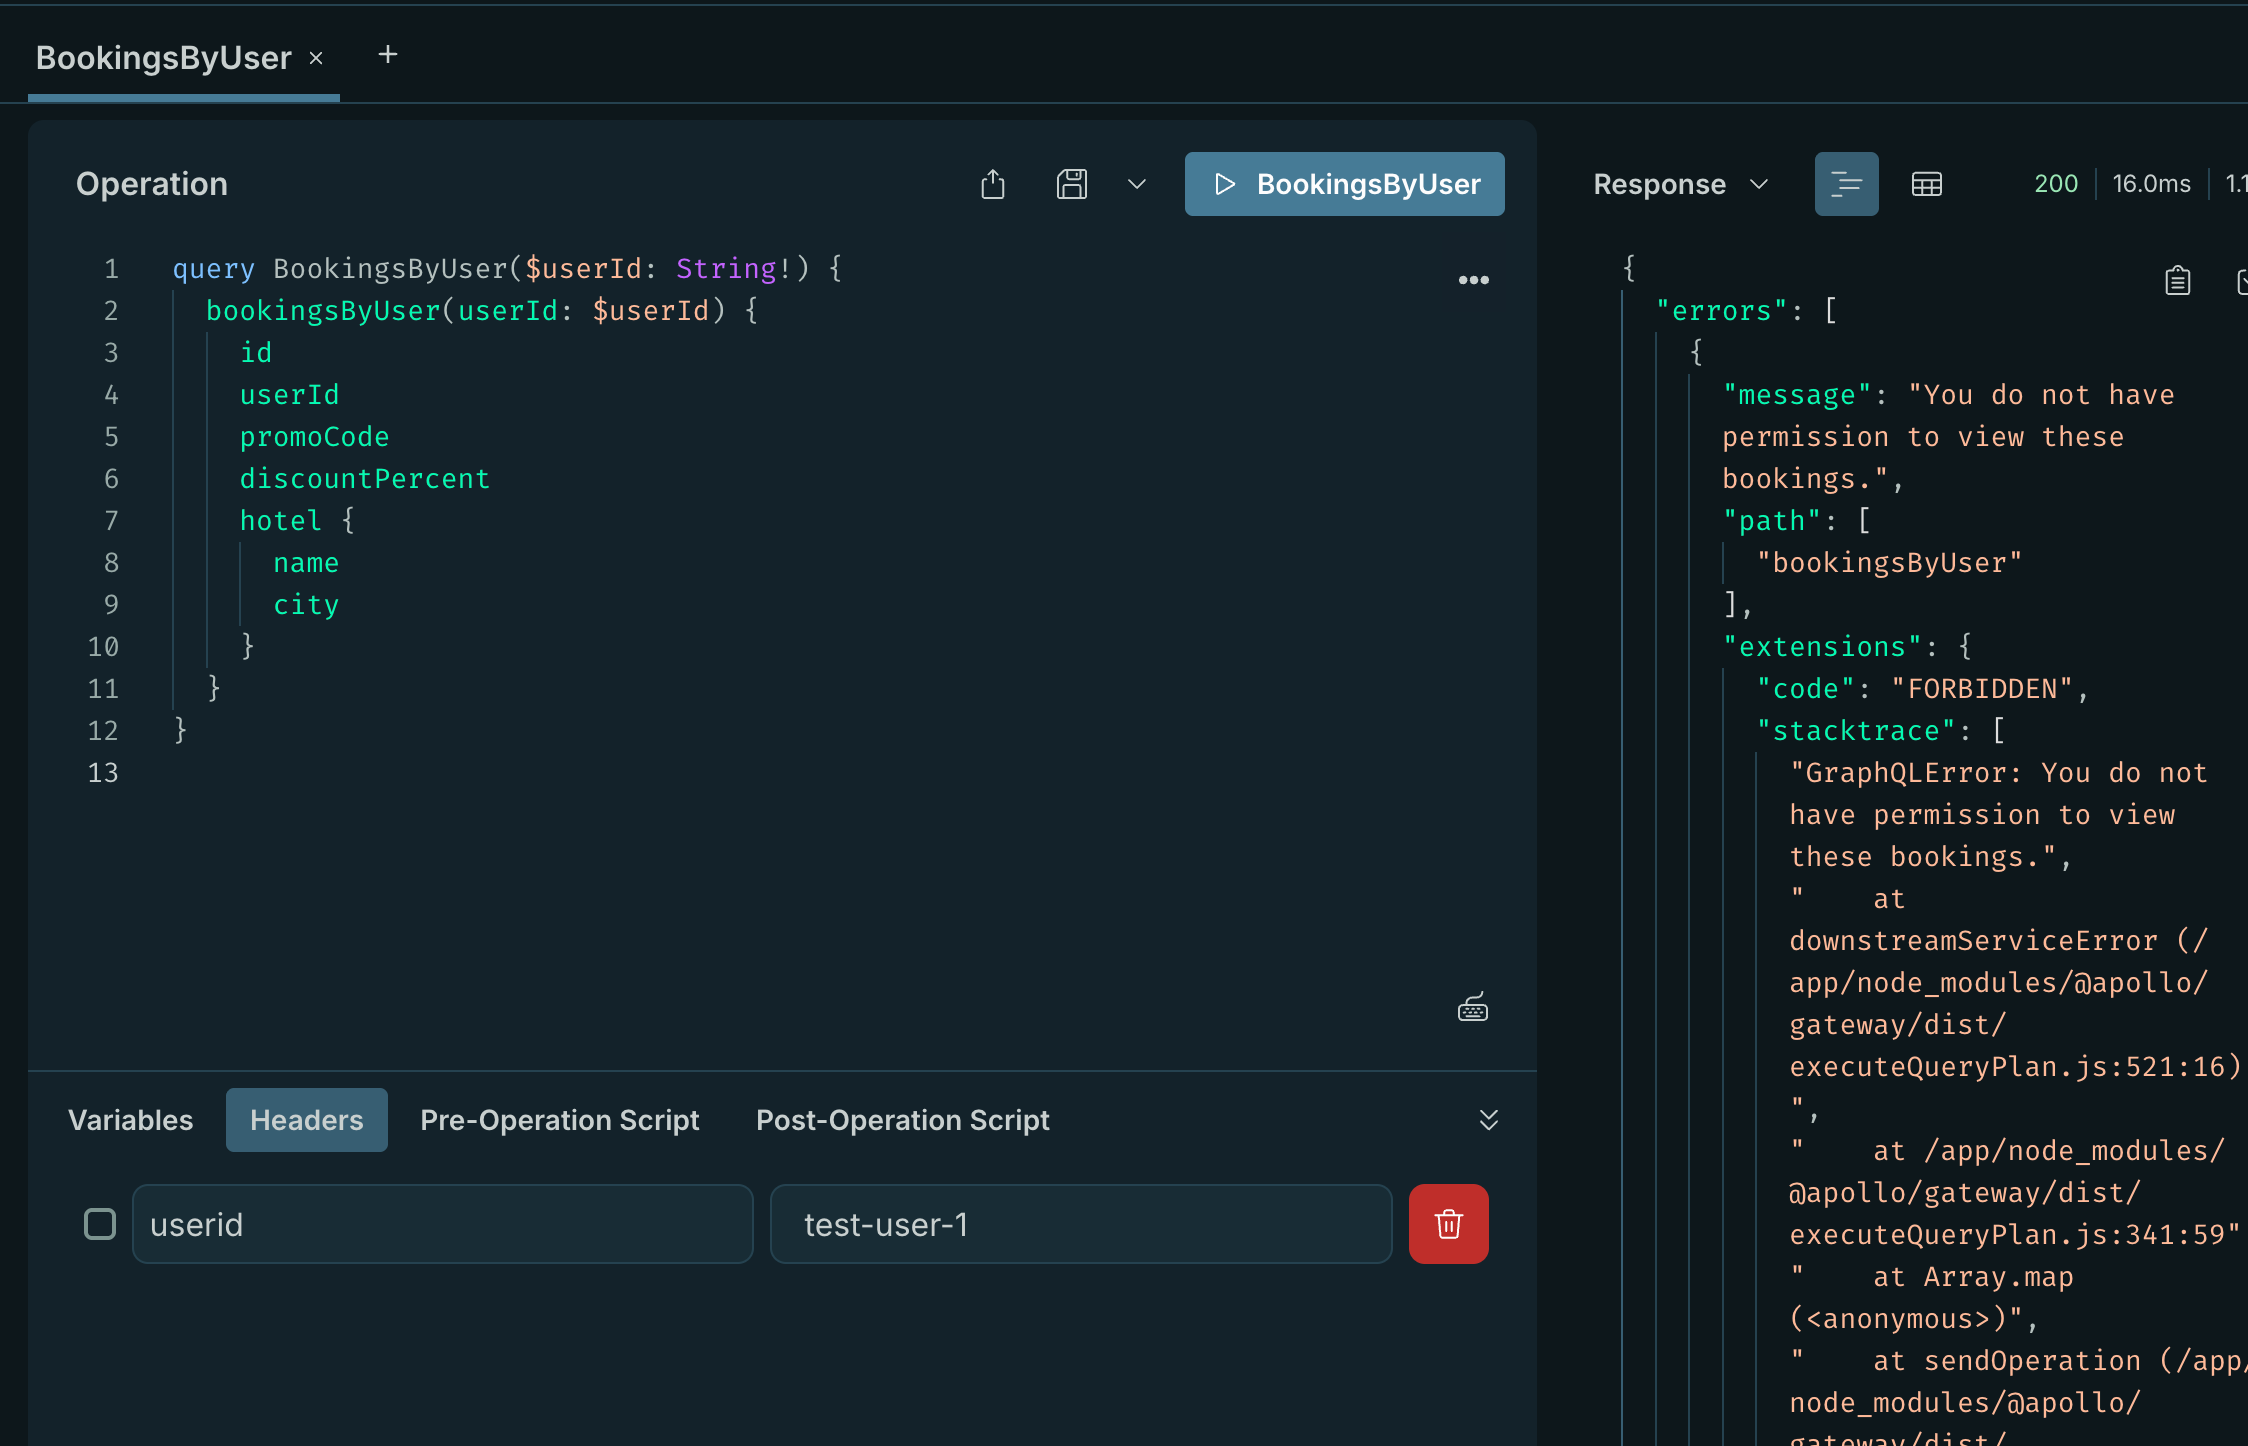 BookingsByUser × +
Operation
BookingsByUser
1 query BookingsByUser($userId: String!) {
2 bookingsByUser(userId: $userId) {
3 id
4 userId
5 promoCode
6 discountPercent
7 hotel {
8 name
9 city
10 }
11 }
12 }
13
Variables Headers Pre-Operation Script Post-Operation Script
userid test-user-1
Response 200 16.0ms
{
"errors": [
{
"message": "You do not have
permission to view these
bookings.",
"path": [
"bookingsByUser"
],
"extensions": {
"code": "FORBIDDEN",
"stacktrace": [
"GraphQLError: You do not
have permission to view
these bookings.",
" at
downstreamServiceError (/
app/node_modules/@apollo/
gateway/dist/
executeQueryPlan.js:521:16)
",
" at /app/node_modules/
@apollo/gateway/dist/
executeQueryPlan.js:341:59"
" at Array.map
(<anonymous>)",
" at sendOperation (/app/
node_modules/@apollo/
gateway/dist/